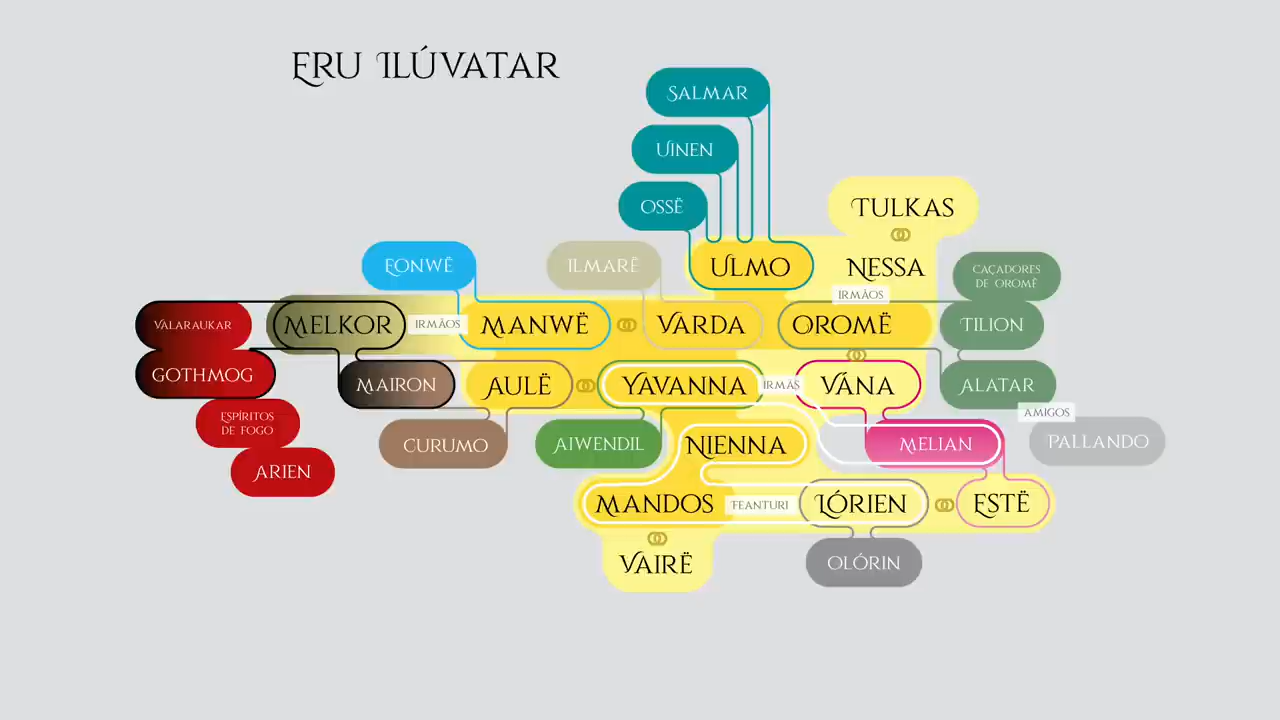 Eru Ilúvatar
Salmar
Uinen
Ossë
Tulkas
Eonwë
Ilmarë
Ulmo
Nessa
Caçadores
de Oromë
Irmãos
Valaraukar
Melkor
Irmãos
Manwë
Varda
Oromë
Tilion
Gothmog
Mairon
Aulë
Yavanna
Irmãs
Vána
Alatar
Amigos
Espíritos
de Fogo
Curumo
Aiwendil
Nienna
Melian
Pallando
Arien
Mandos
Feanturi
Lórien
Estë
Vairë
Olórin